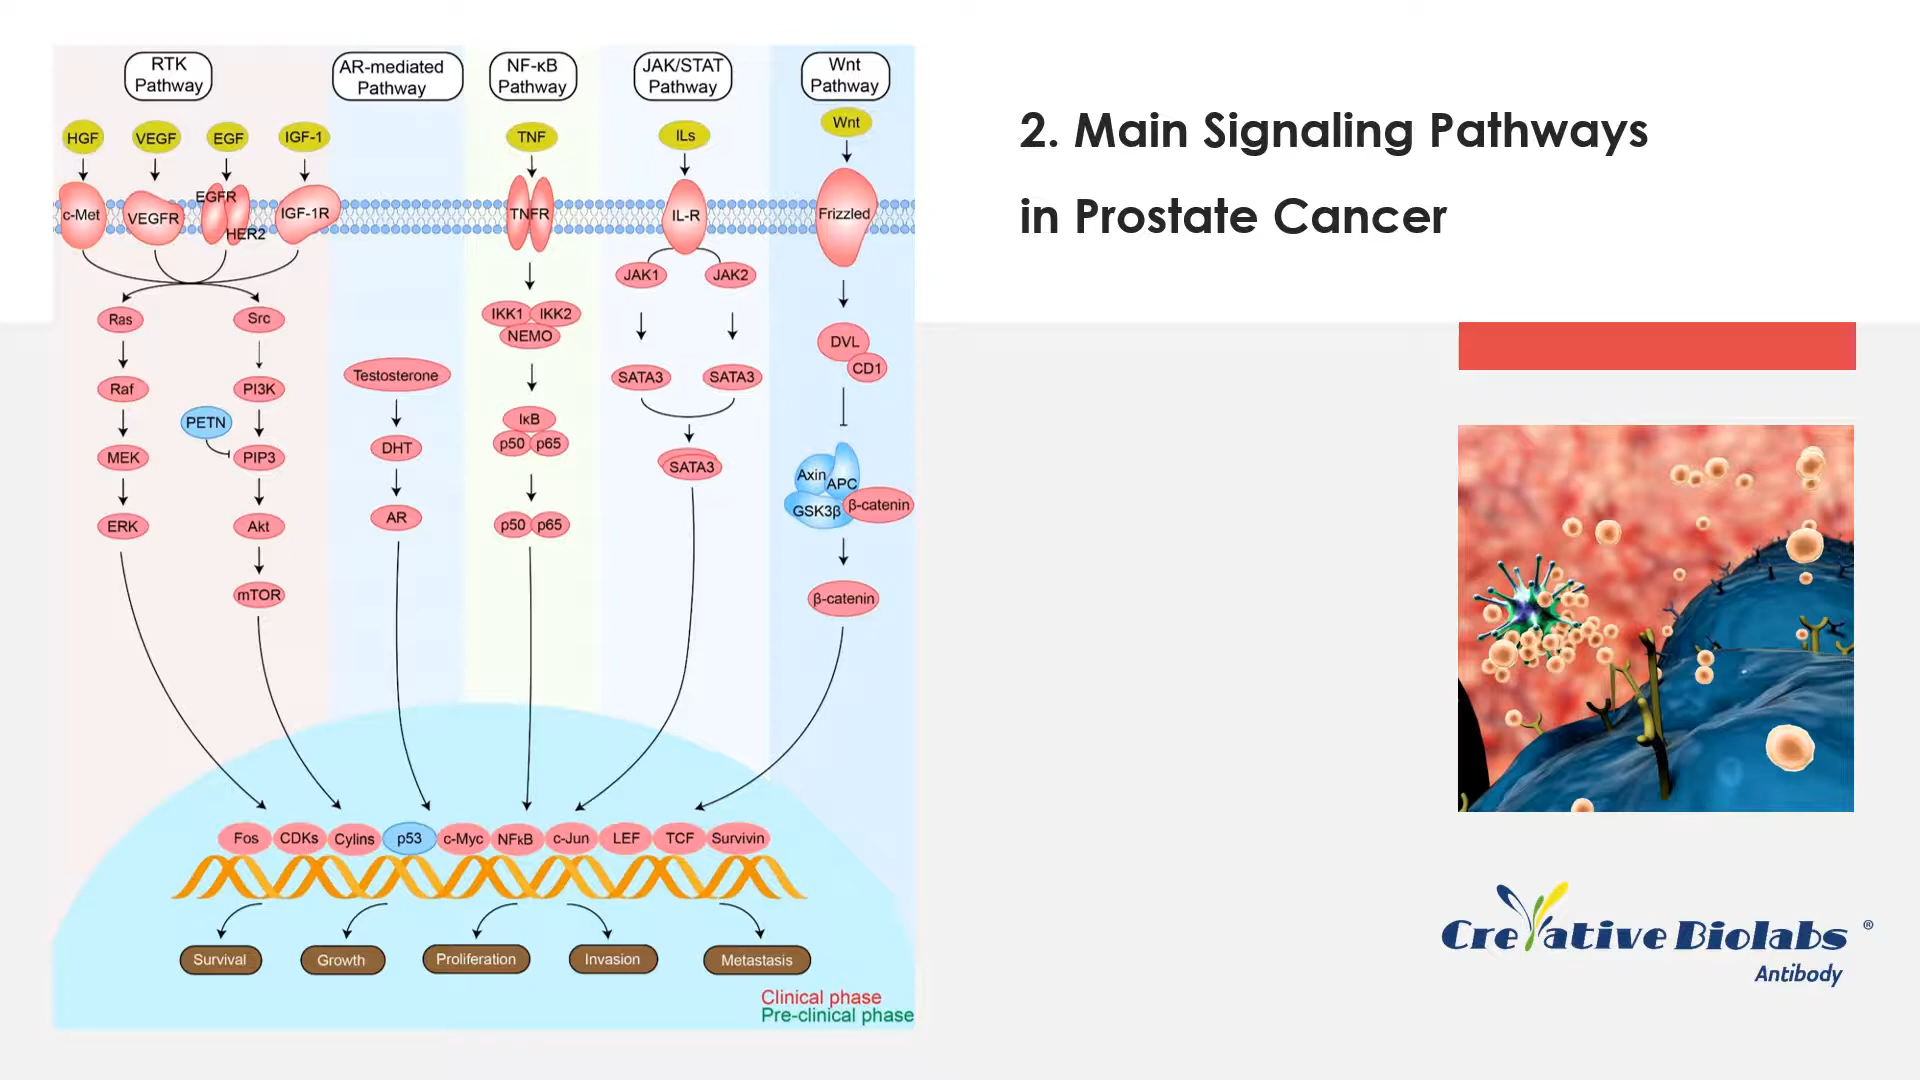 RTK
Pathway
AR-mediated
Pathway
NF-κB
Pathway
JAK/STAT
Pathway
Wnt
Pathway
HGF
VEGF
EGF
IGF-1
TNF
ILs
Wnt
c-Met
VEGFR
EGFR
HER2
IGF-1R
TNFR
IL-R
Frizzled
JAK1
JAK2
Ras
Src
IKK1
IKK2
NEMO
DVL
CD1
Raf
PI3K
Testosterone
SATA3
SATA3
PETN
IκB
p50
p65
MEK
PIP3
DHT
SATA3
Axin
APC
GSK3β
β-catenin
ERK
Akt
AR
p50
p65
mTOR
β-catenin
Fos
CDKs
Cylins
p53
c-Myc
NFκB
c-Jun
LEF
TCF
Survivin
Survival
Growth
Proliferation
Invasion
Metastasis
Clinical phase
Pre-clinical phase
2. Main Signaling Pathways
in Prostate Cancer
Creative Biolabs ®
Antibody